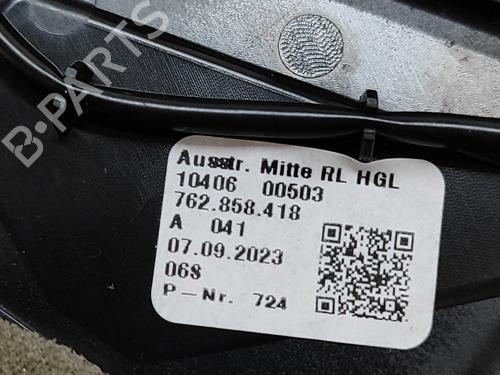 B-PARTS
Ausstr. Mitte RL HGL
10406 00503
762.858.418
A 041
07.09.2023
068
P-Nr. 724